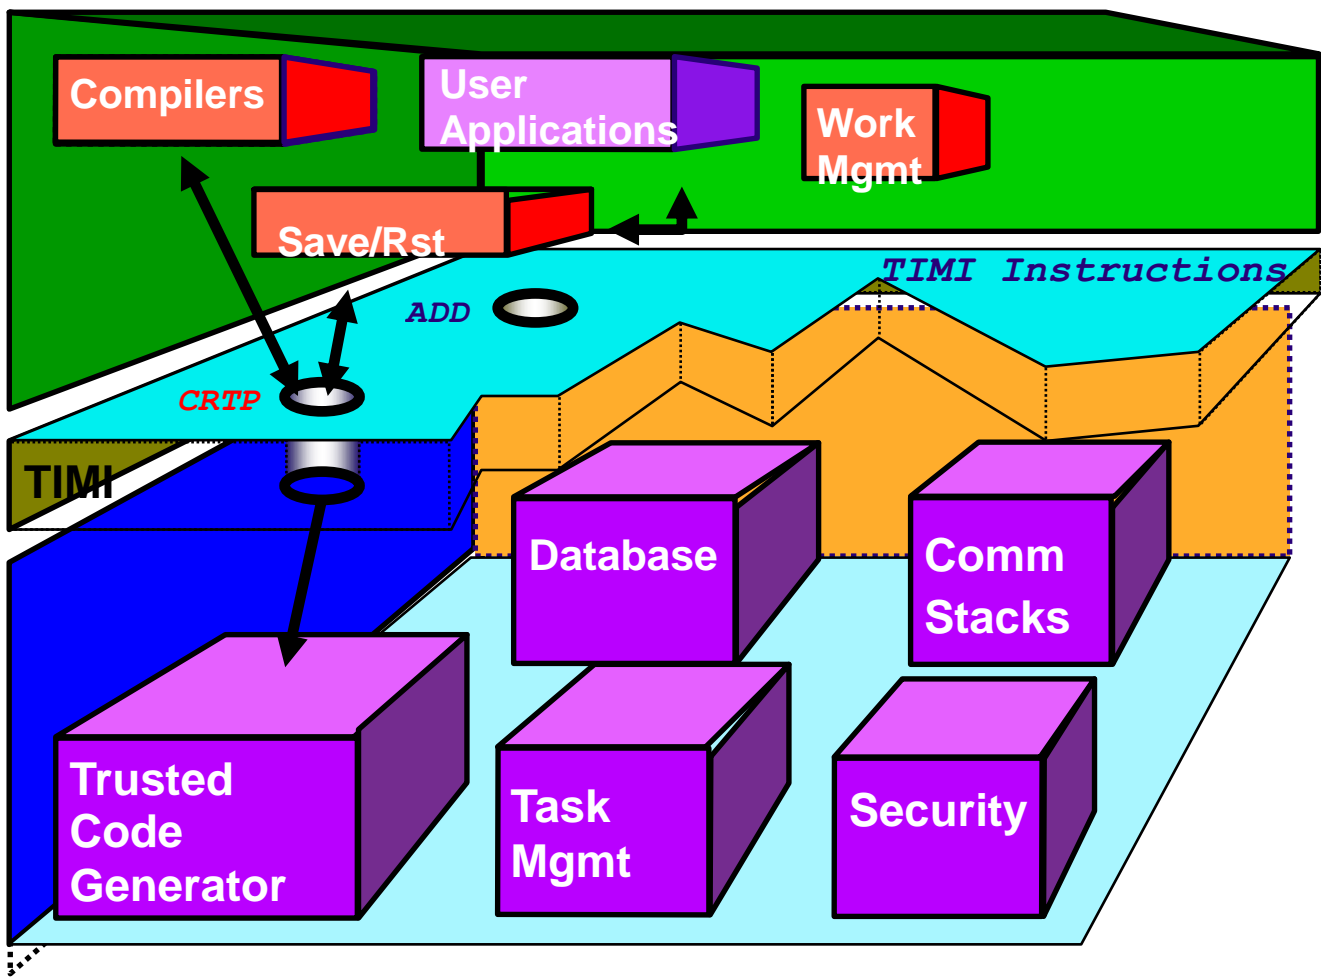 Compilers
User
Applications
Work
Mgmt
Save/Rst
TIMI Instructions
ADD
CRTP
TIMI
Database
Comm
Stacks
Trusted
Code
Generator
Task
Mgmt
Security